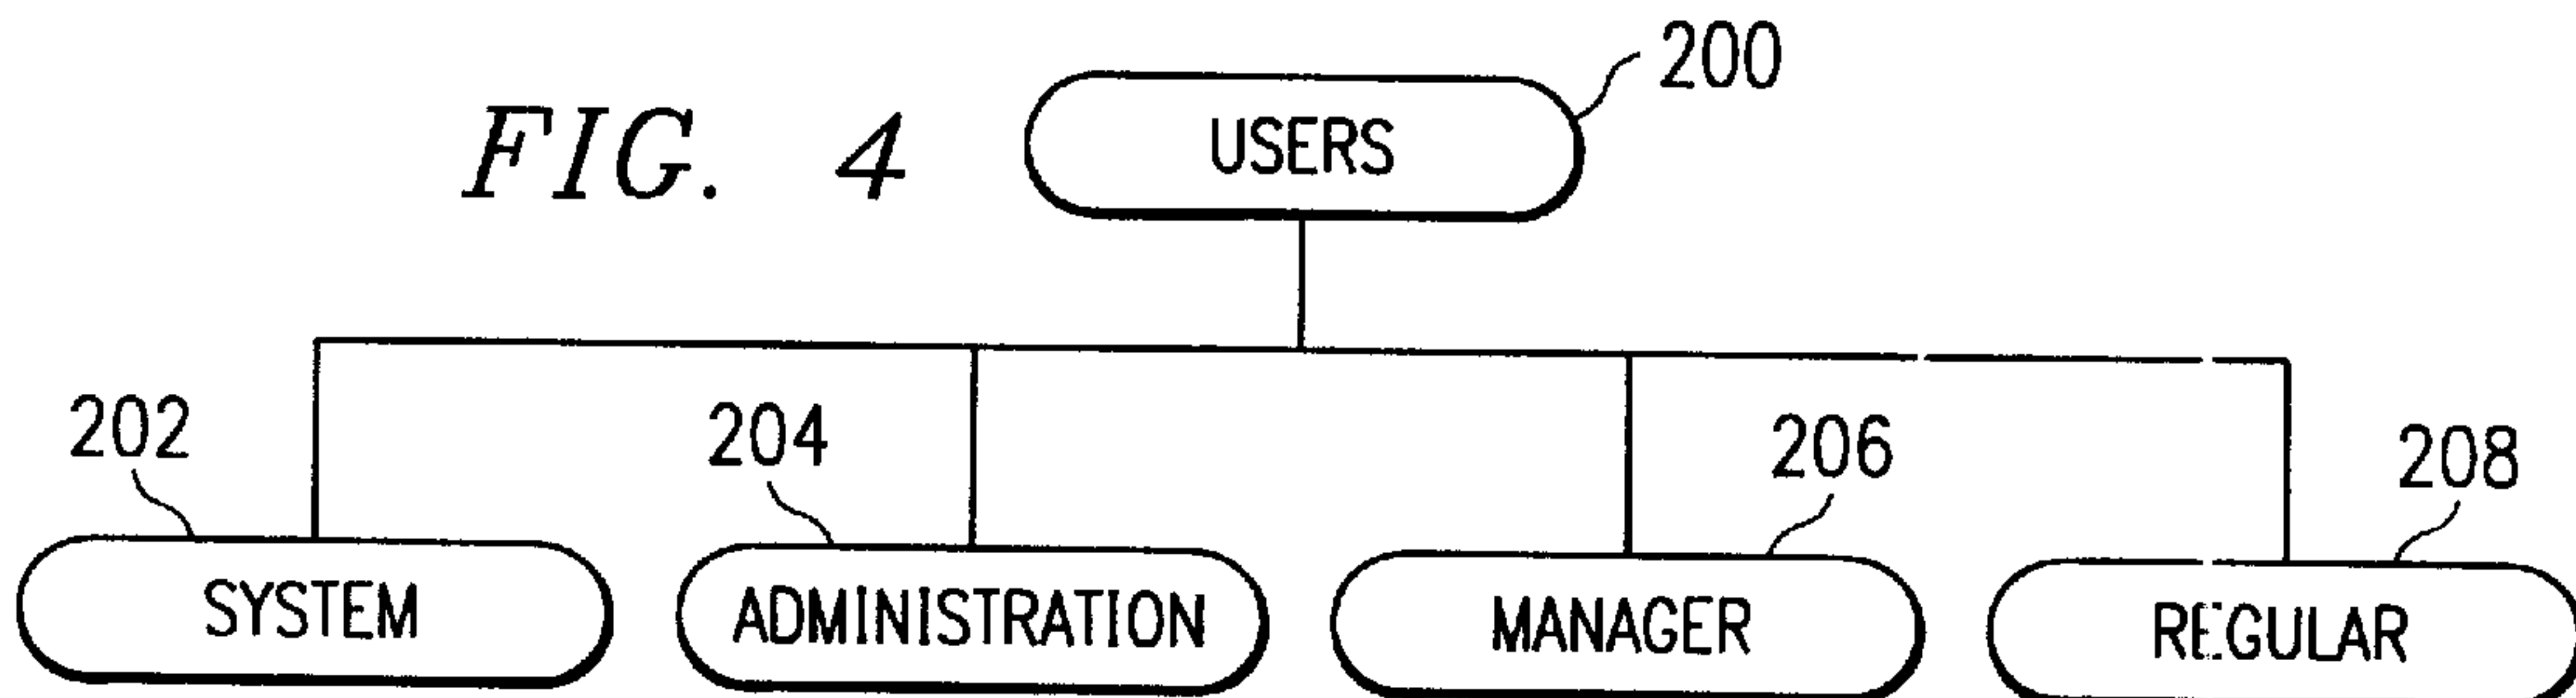 200
FIG. 4
USERS
202
204
206
208
SYSTEM
ADMINISTRATION
MANAGER
REGULAR